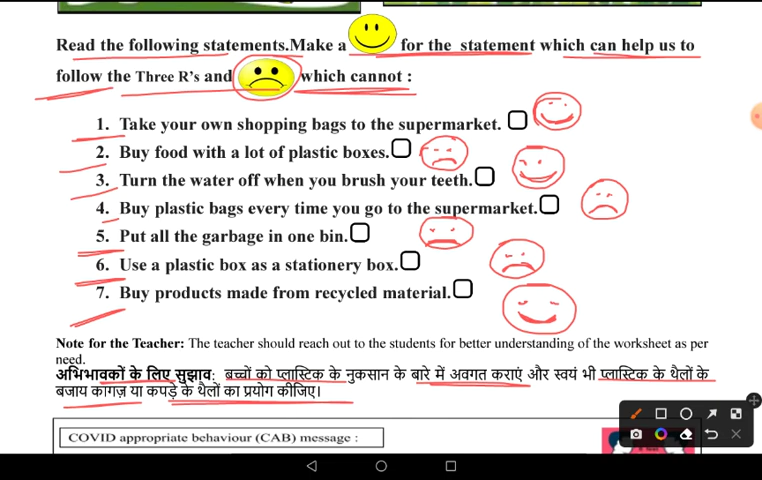 Read the following statements.Make a for the statement which can help us to
follow the Three R's and which cannot :
1. Take your own shopping bags to the supermarket.
2. Buy food with a lot of plastic boxes.
3. Turn the water off when you brush your teeth.
4. Buy plastic bags every time you go to the supermarket.
5. Put all the garbage in one bin.
6. Use a plastic box as a stationery box.
7. Buy products made from recycled material.
Note for the Teacher: The teacher should reach out to the students for better understanding of the worksheet as per
need.
अभिभावकों के लिए सुझाव: बच्चों को प्लास्टिक के नुकसान के बारे में अवगत कराएं और स्वयं भी प्लास्टिक के थैलों के
बजाय कागज़ या कपड़े के थैलों का प्रयोग कीजिए।
COVID appropriate behaviour (CAB) message :